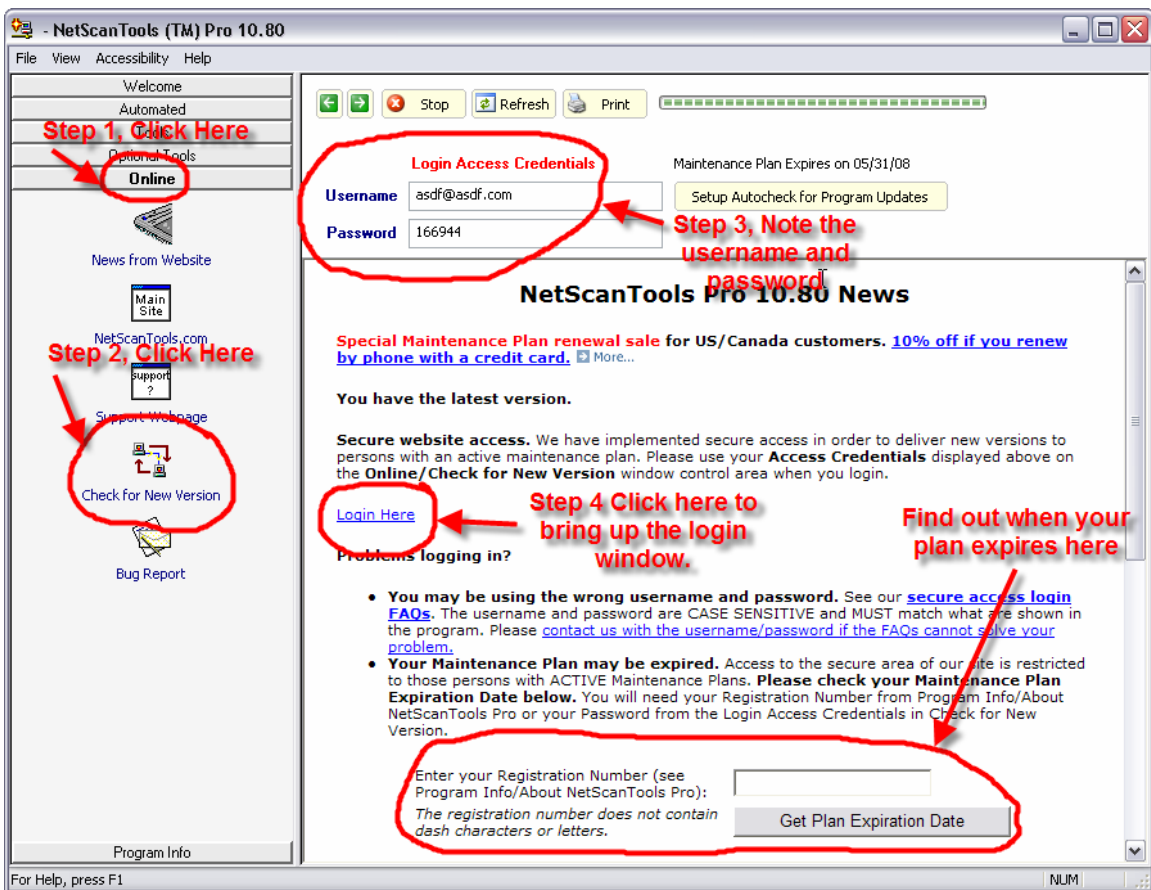 - NetScanTools (TM) Pro 10.80
File View Accessibility Help
Welcome
Automated
Tools
Optional Tools
Online
Step 1, Click Here
News from Website
Main
Site
NetScanTools.com
Step 2, Click Here
support
?
Support Webpage
Check for New Version
Bug Report
Program Info
Stop Refresh Print
Login Access Credentials
Maintenance Plan Expires on 05/31/08
Username asdf@asdf.com
Setup Autocheck for Program Updates
Password 166944
Step 3, Note the
username and
password
NetScanTools Pro 10.80 News
Special Maintenance Plan renewal sale for US/Canada customers. 10% off if you renew
by phone with a credit card. More...
You have the latest version.
Secure website access. We have implemented secure access in order to deliver new versions to
persons with an active maintenance plan. Please use your Access Credentials displayed above on
the Online/Check for New Version window control area when you login.
Login Here
Step 4 Click here to
bring up the login
window.
Find out when your
plan expires here
Problems logging in?
• You may be using the wrong username and password. See our secure access login
FAQs. The username and password are CASE SENSITIVE and MUST match what are shown in
the program. Please contact us with the username/password if the FAQs cannot solve your
problem.
• Your Maintenance Plan may be expired. Access to the secure area of our site is restricted
to those persons with ACTIVE Maintenance Plans. Please check your Maintenance Plan
Expiration Date below. You will need your Registration Number from Program Info/About
NetScanTools Pro or your Password from the Login Access Credentials in Check for New
Version.
Enter your Registration Number (see
Program Info/About NetScanTools Pro):
The registration number does not contain
dash characters or letters.
Get Plan Expiration Date
For Help, press F1
NUM